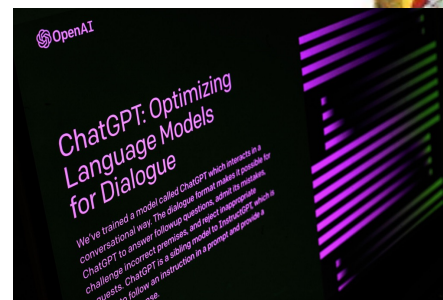 OpenAI
ChatGPT: Optimizing
Language Models
for Dialogue
We've trained a model called ChatGPT which interacts in a
conversational way. The dialogue format makes it possible for
ChatGPT to answer followup questions, admit its mistakes,
challenge incorrect premises, and reject inappropriate
requests. ChatGPT is a sibling model to InstructGPT, which is
to follow an instruction in a prompt and provide a